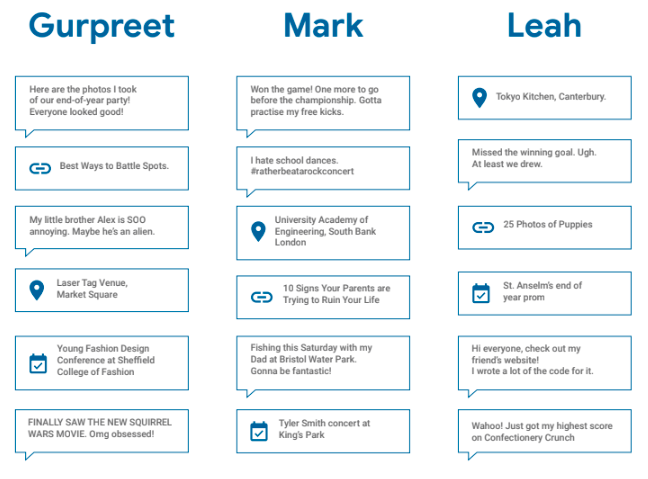 Gurpreet
Here are the photos I took
of our end-of-year party!
Everyone looked good!
Best Ways to Battle Spots.
My little brother Alex is SOO
annoying. Maybe he's an alien.
Laser Tag Venue,
Market Square
Young Fashion Design
Conference at Sheffield
College of Fashion
FINALLY SAW THE NEW SQUIRREL
WARS MOVIE. Omg obsessed!
Mark
Won the game! One more to go
before the championship. Gotta
practise my free kicks.
I hate school dances.
#ratherbeatarockconcert
University Academy of
Engineering, South Bank
London
10 Signs Your Parents are
Trying to Ruin Your Life
Fishing this Saturday with my
Dad at Bristol Water Park.
Gonna be fantastic!
Tyler Smith concert at
King's Park
Leah
Tokyo Kitchen, Canterbury.
Missed the winning goal. Ugh.
At least we drew.
25 Photos of Puppies
St. Anselm's end of
year prom
Hi everyone, check out my
friend's website!
I wrote a lot of the code for it.
Wahoo! Just got my highest score
on Confectionery Crunch